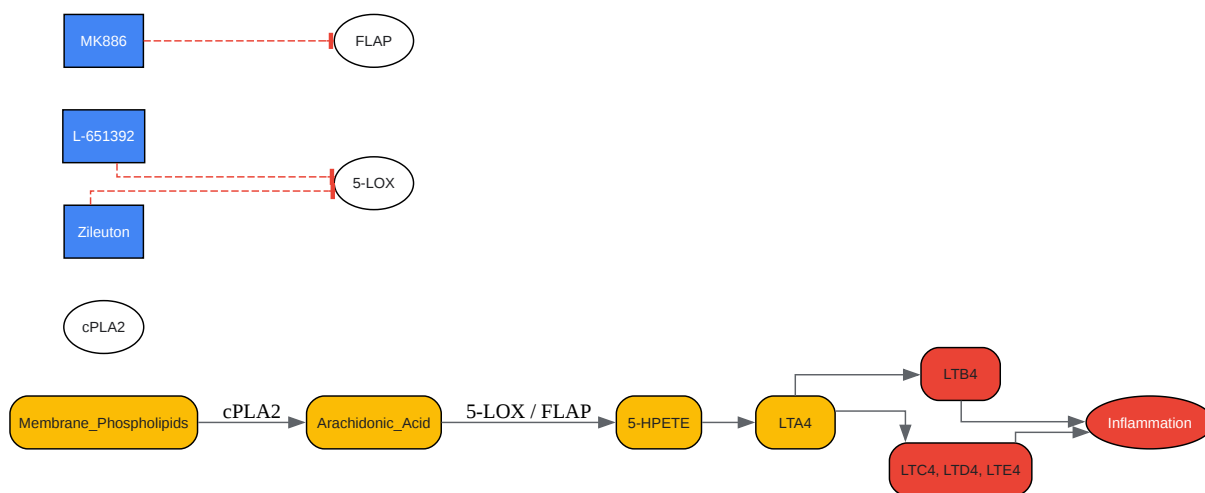 MK886
FLAP
L-651392
5-LOX
Zileuton
cPLA2
LTB4
Membrane_Phospholipids
cPLA2
Arachidonic_Acid
5-LOX / FLAP
5-HPETE
LTA4
Inflammation
LTC4, LTD4, LTE4